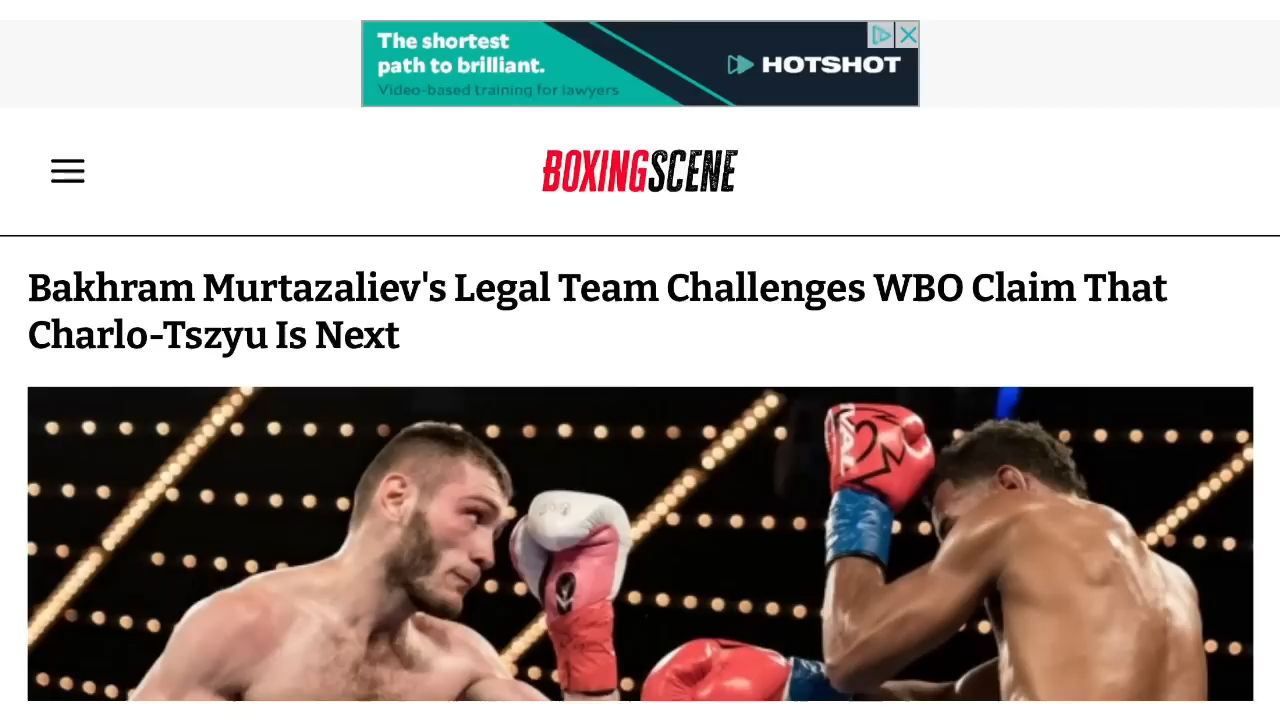 The shortest
path to brilliant.
Video-based training for lawyers
HOTSHOT
BOXINGSCENE
Bakhram Murtazaliev's Legal Team Challenges WBO Claim That
Charlo-Tszyu Is Next